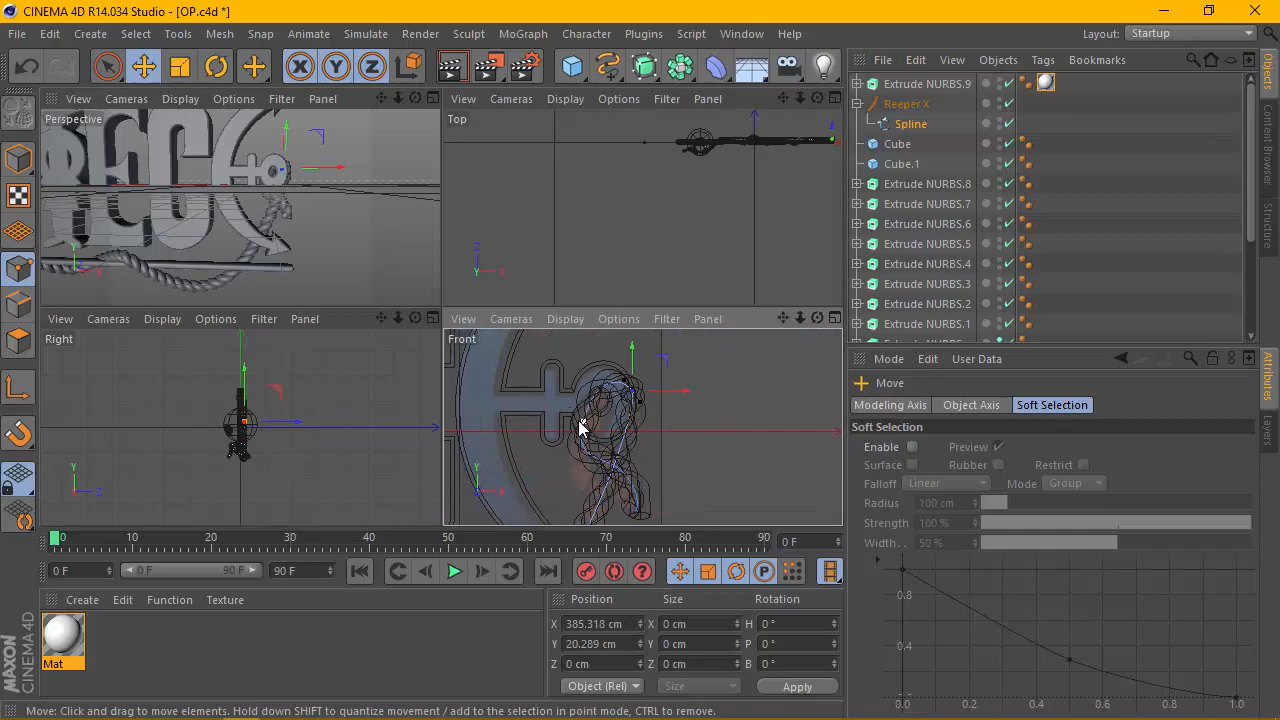 CINEMA 4D R14.034 Studio - [OP.c4d *]
File Edit Create Select Tools Mesh Snap Animate Simulate Render Sculpt MoGraph Character Plugins Script Window Help Layout: Startup
X Y Z
File Edit View Objects Tags Bookmarks
View Cameras Display Options Filter Panel
Perspective
View Cameras Display Options Filter Panel
Top
Extrude NURBS.9
Reeper X
Spline
Cube
Cube.1
Extrude NURBS.8
Extrude NURBS.7
Extrude NURBS.6
Extrude NURBS.5
Extrude NURBS.4
Extrude NURBS.3
Extrude NURBS.2
Extrude NURBS.1
Objects
Content Browser
Structure
Y X
Z Y X
View Cameras Display Options Filter Panel
Right
View Cameras Display Options Filter Panel
Front
Y Z
Y X
Mode Edit User Data
Move
Modeling Axis Object Axis Soft Selection
Soft Selection
Enable Preview
Surface Rubber Restrict
Falloff Linear Mode Group
Radius 100 cm
Strength 100 %
Width.. 50 %
0.8
0.4
0.0 0.2 0.4 0.6 0.8 1.0
Attributes
Layers
0 10 20 30 40 50 60 70 80 90 0 F
0 F 0 F 90 F 90 F
P
Create Edit Function Texture
Mat
Position Size Rotation
X 385.318 cm X 0 cm H 0 °
Y 20.289 cm Y 0 cm P 0 °
Z 0 cm Z 0 cm B 0 °
Object (Rel) Size Apply
MAXON CINEMA 4D
Move: Click and drag to move elements. Hold down SHIFT to quantize movement / add to the selection in point mode, CTRL to remove.